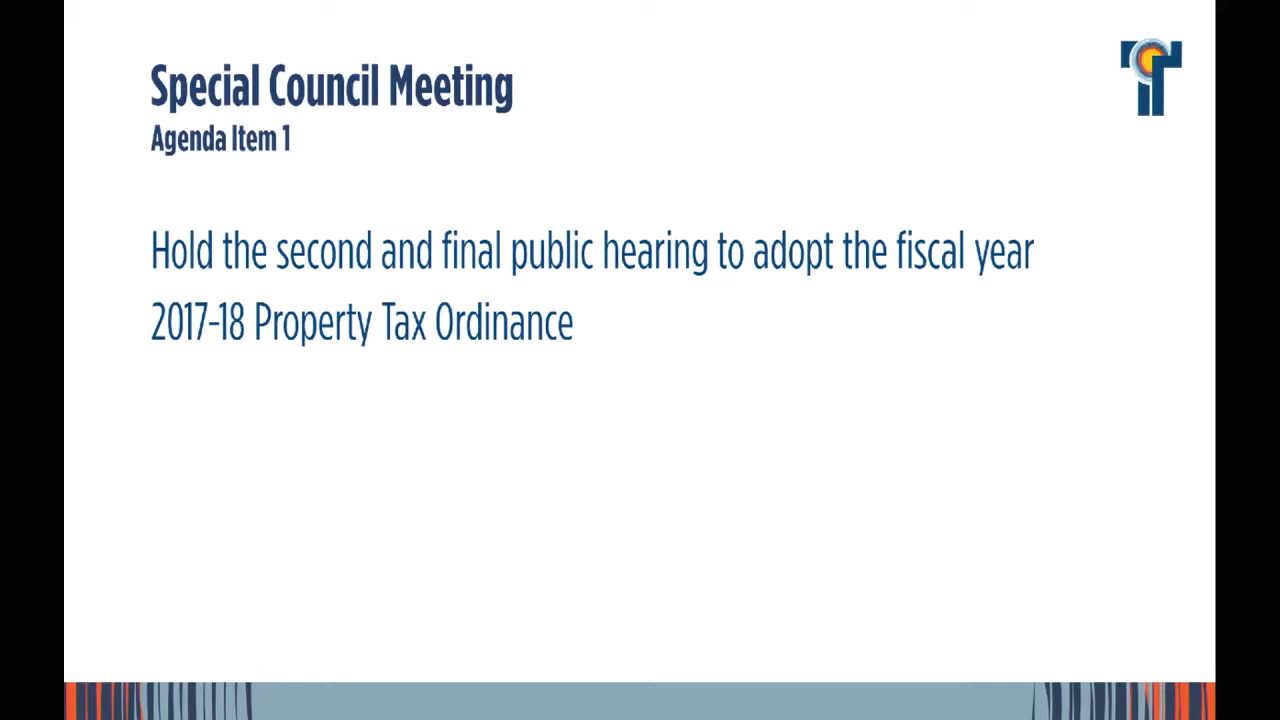 Special Council Meeting
Agenda Item 1
Hold the second and final public hearing to adopt the fiscal year
2017-18 Property Tax Ordinance